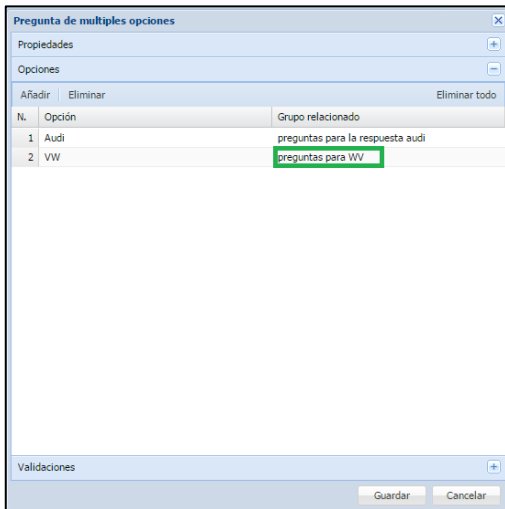 Pregunta de multiples opciones
Propiedades
Opciones
Añadir Eliminar Eliminar todo
N. Opción Grupo relacionado
1 Audi preguntas para la respuesta audi
2 VW preguntas para WV
Validaciones
Guardar Cancelar